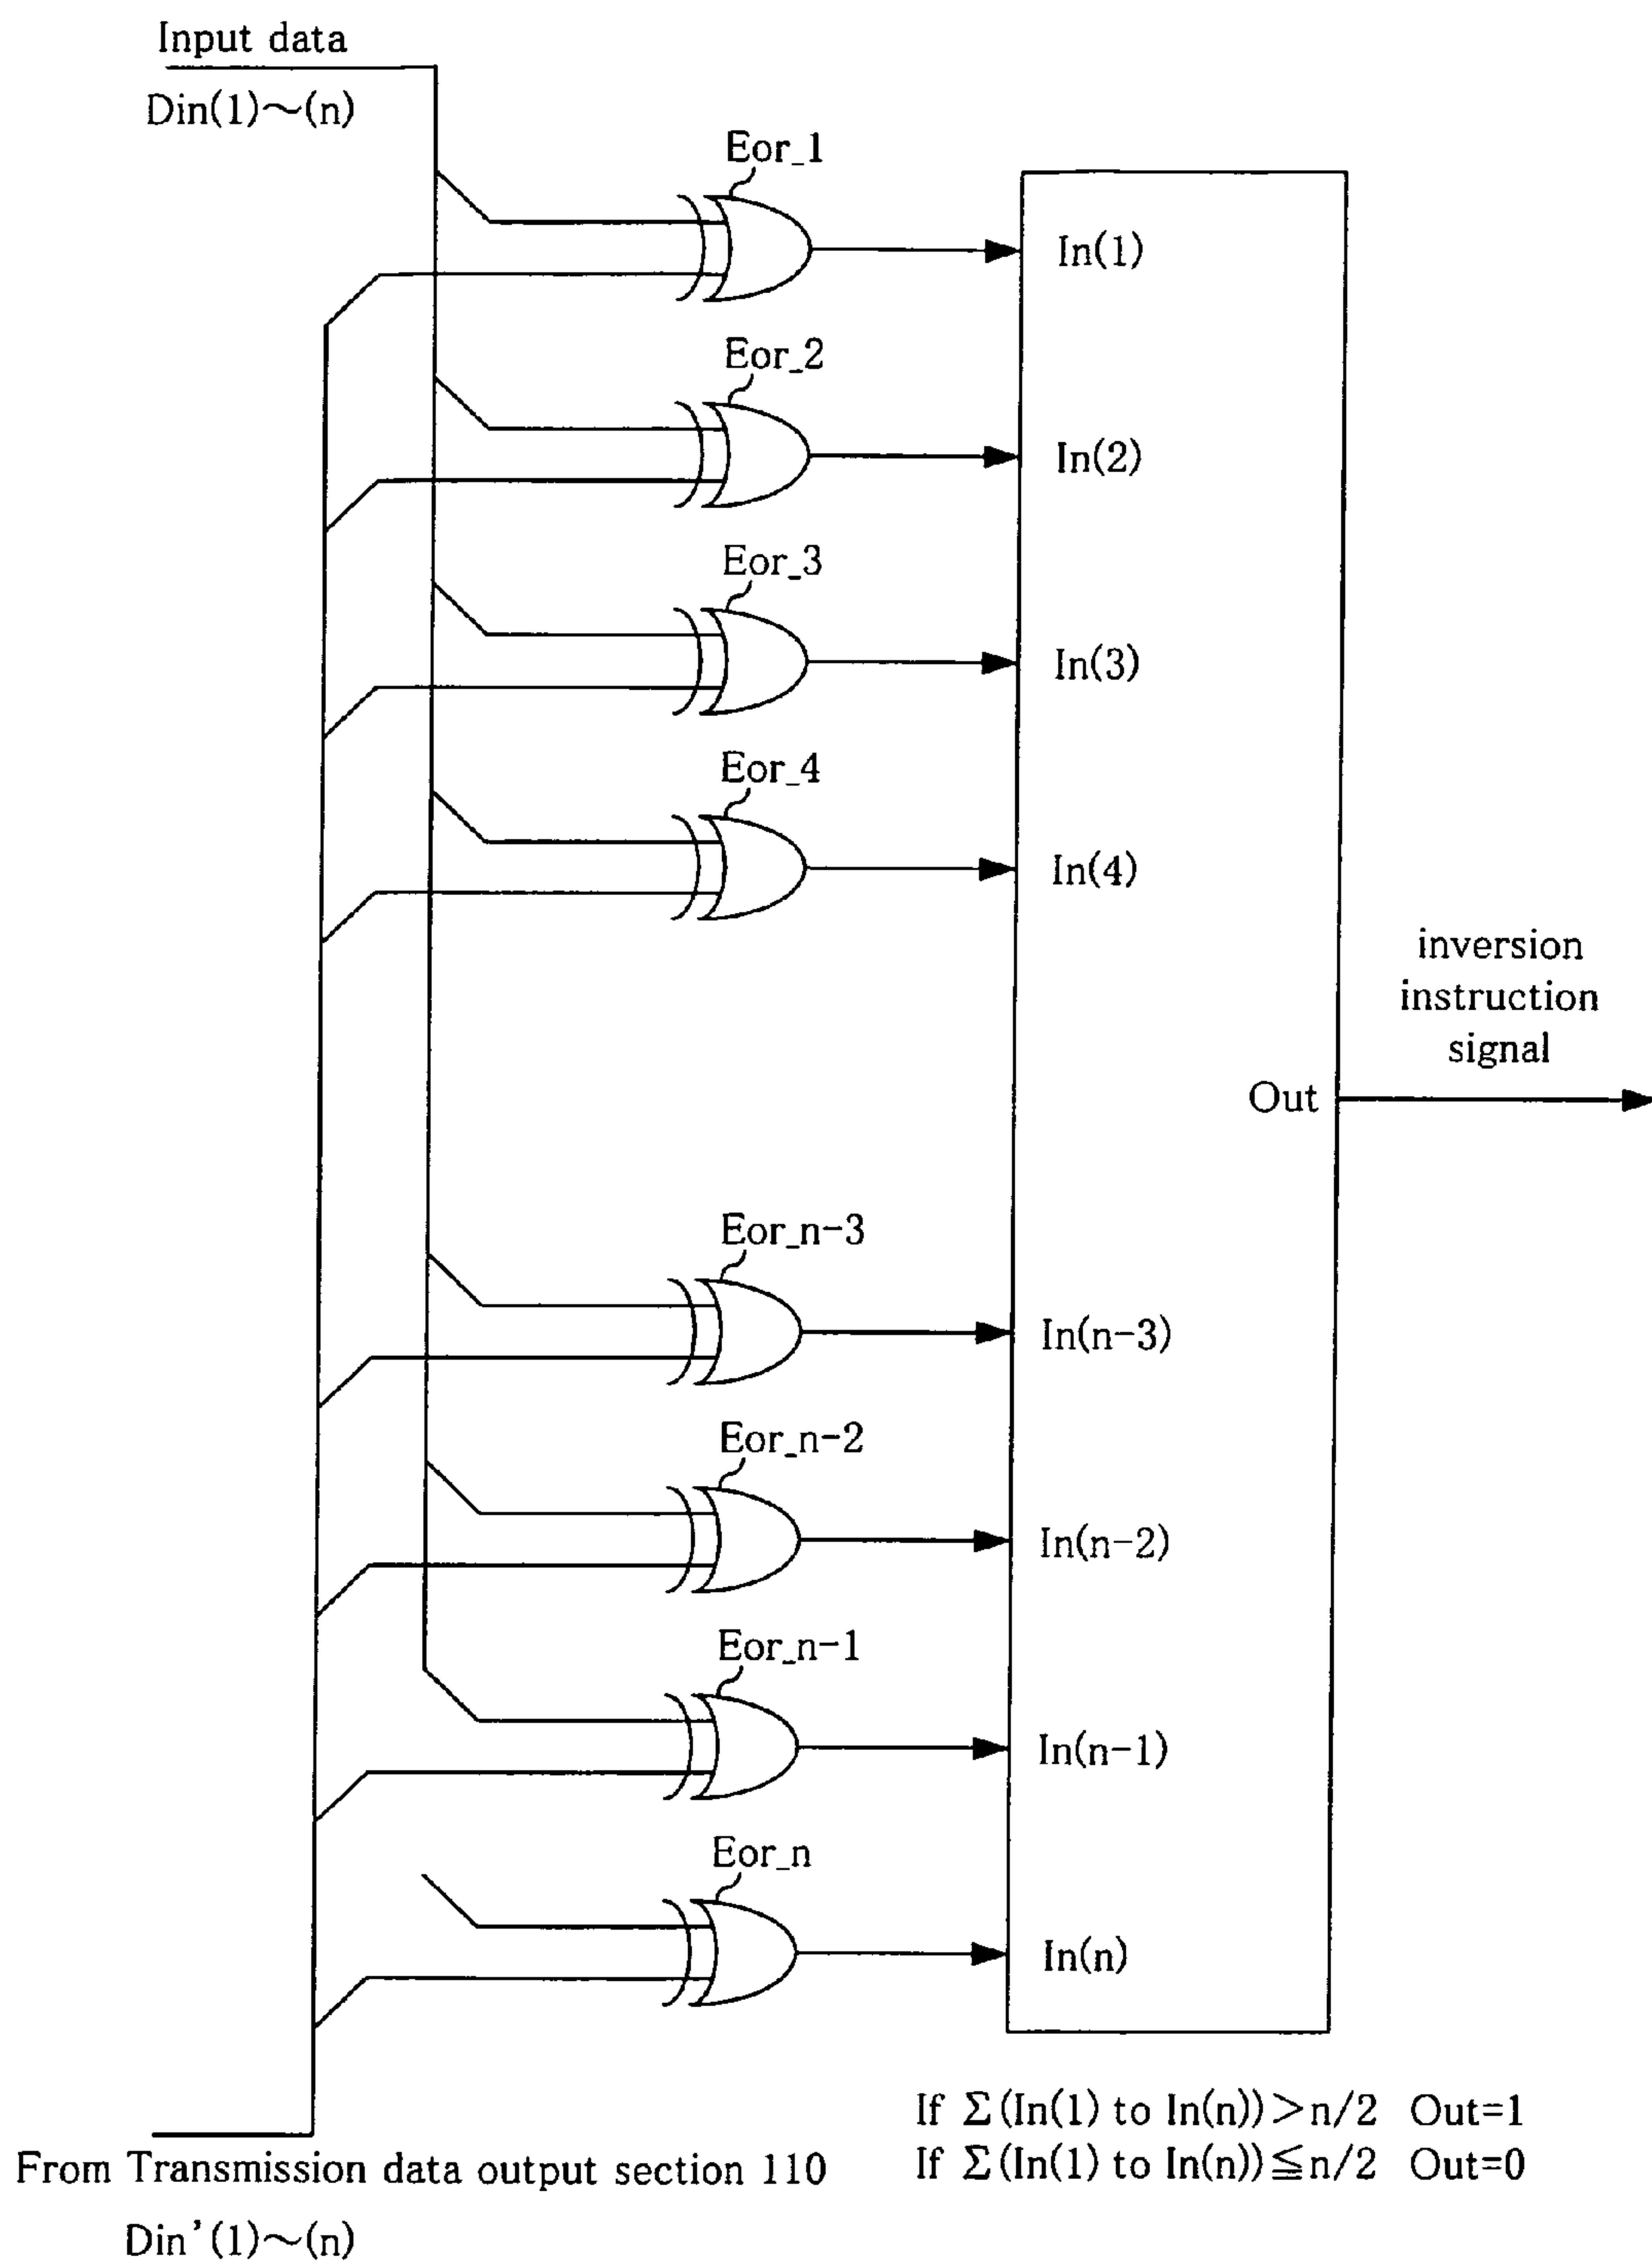 Input data
Din(1)～(n)
Eor_1
In(1)
Eor_2
In(2)
Eor_3
In(3)
Eor_4
In(4)
inversion
instruction
signal
Out
Eor_n-3
In(n-3)
Eor_n-2
In(n-2)
Eor_n-1
In(n-1)
Eor_n
In(n)
If Σ(In(1) to In(n))>n/2 Out=1
If Σ(In(1) to In(n))≦n/2 Out=0
From Transmission data output section 110
Din'(1)～(n)